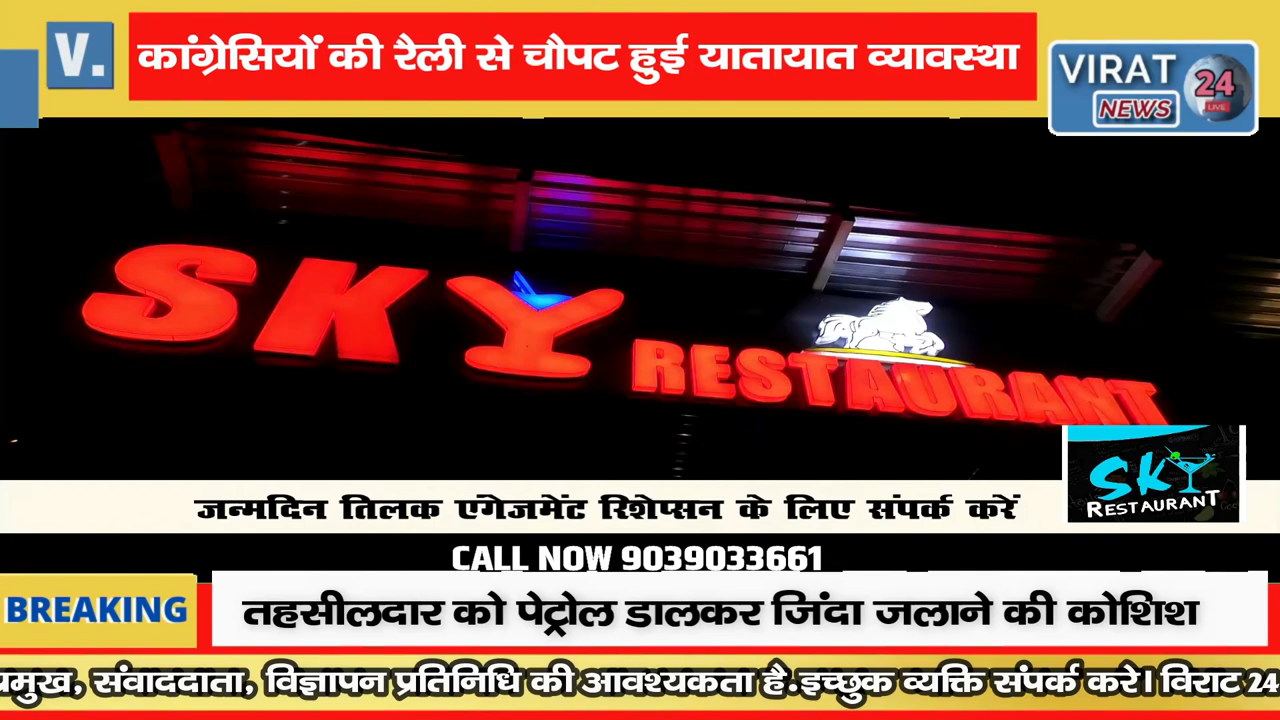 V.
कांग्रेसियों की रैली से चौपट हुई यातायात व्यावस्था
VIRAT
24
NEWS
LIVE
SKY
RESTAURANT
SKY
RESTAURANT
जन्मदिन तिलक एंगेजमेंट रिशेप्सन के लिए संपर्क करें
CALL NOW 9039033661
BREAKING
तहसीलदार को पेट्रोल डालकर जिंदा जलाने की कोशिश
प्रमुख, संवाददाता, विज्ञापन प्रतिनिधि की आवश्यकता है.इच्छुक व्यक्ति संपर्क करे। विराट 24